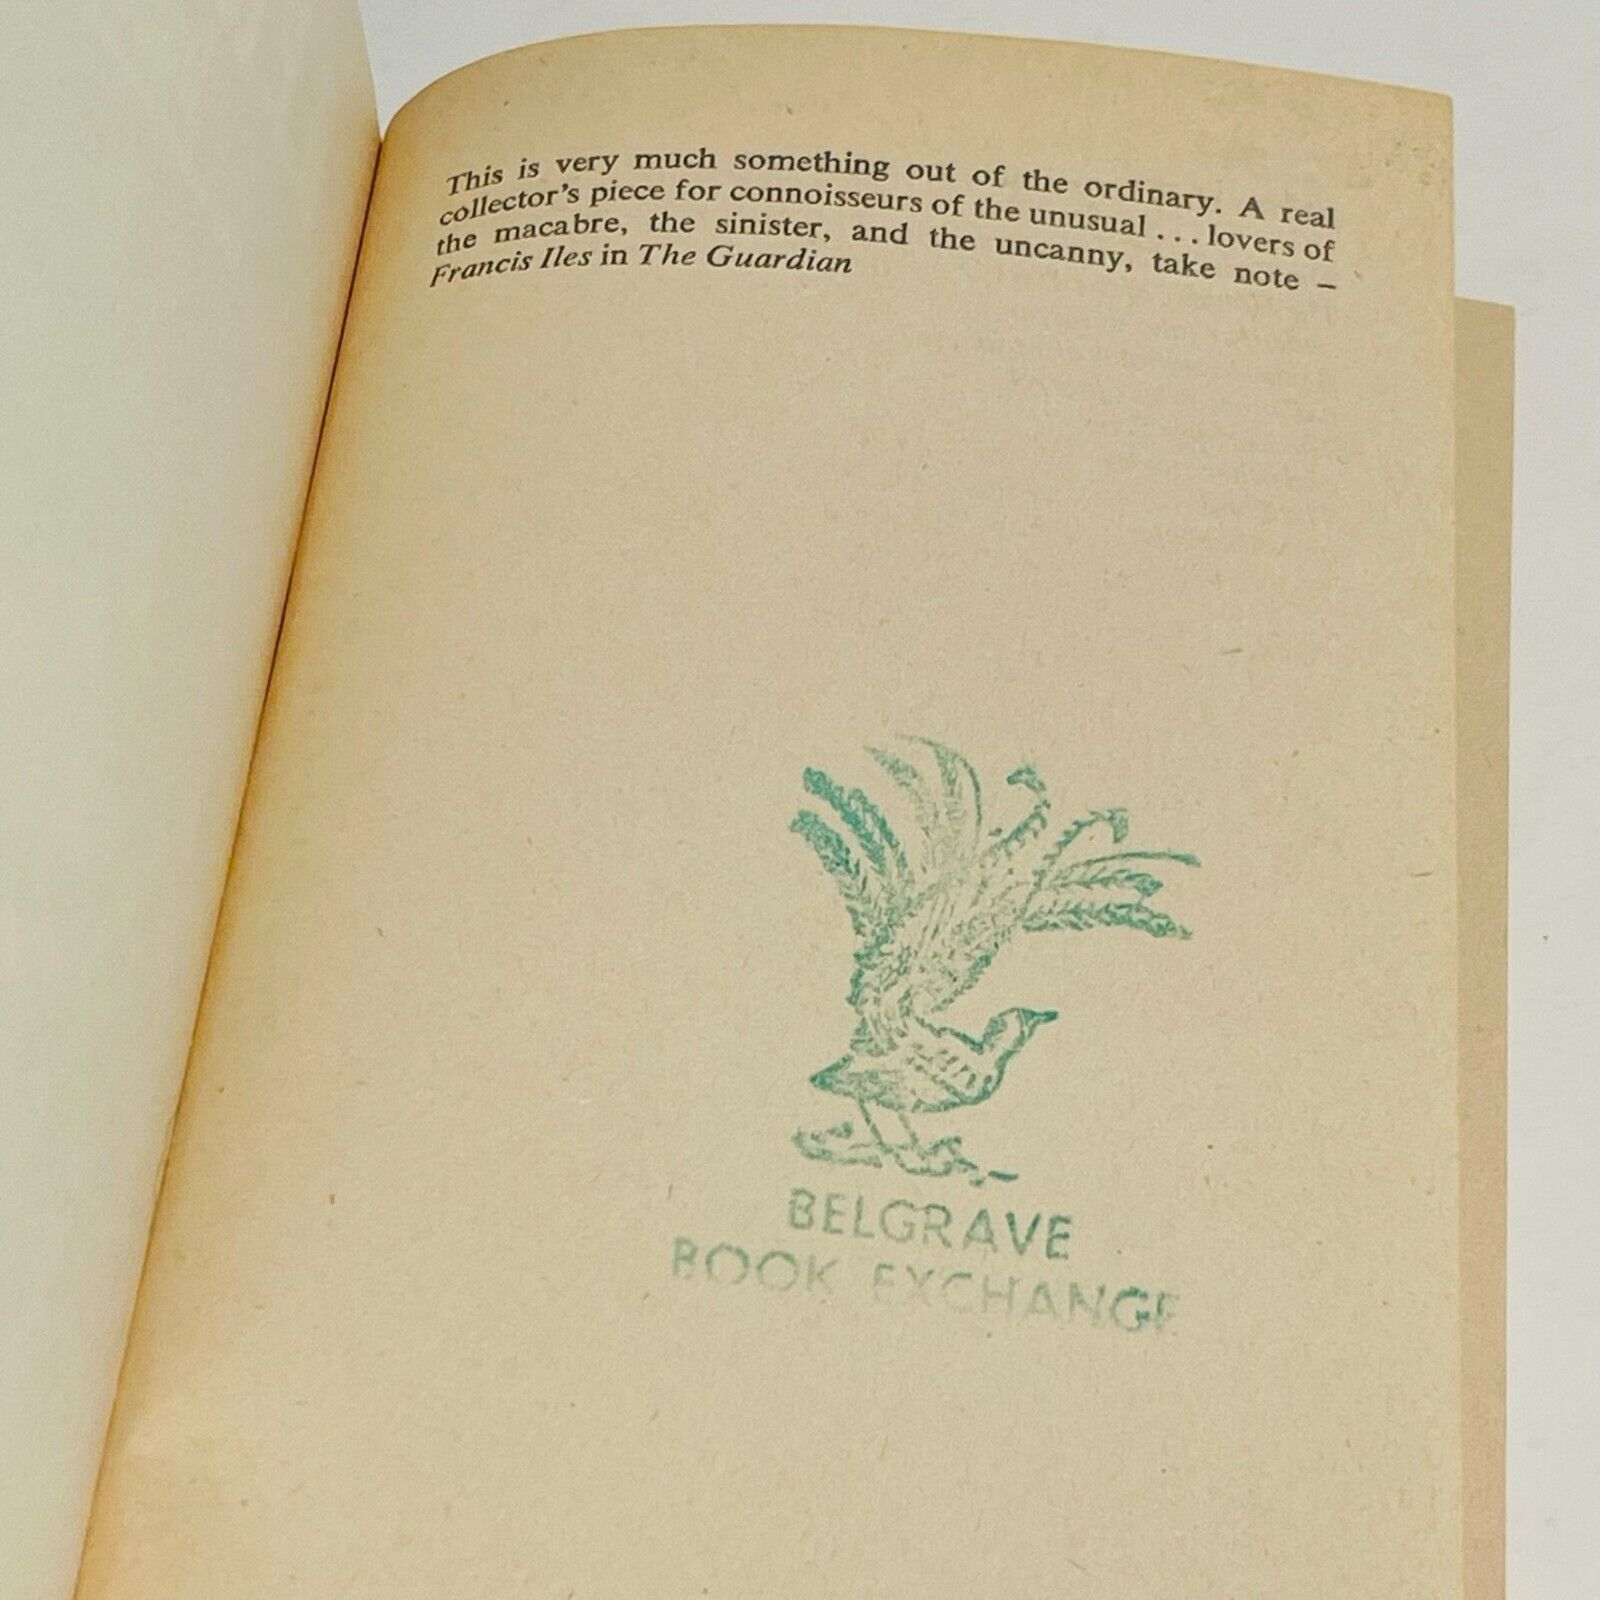 This is very much something out of the ordinary. A real
collector's piece for connoisseurs of the unusual . . . lovers of
the macabre, the sinister, and the uncanny, take note –
Francis Iles in The Guardian
BELGRAVE
BOOK EXCHANGE